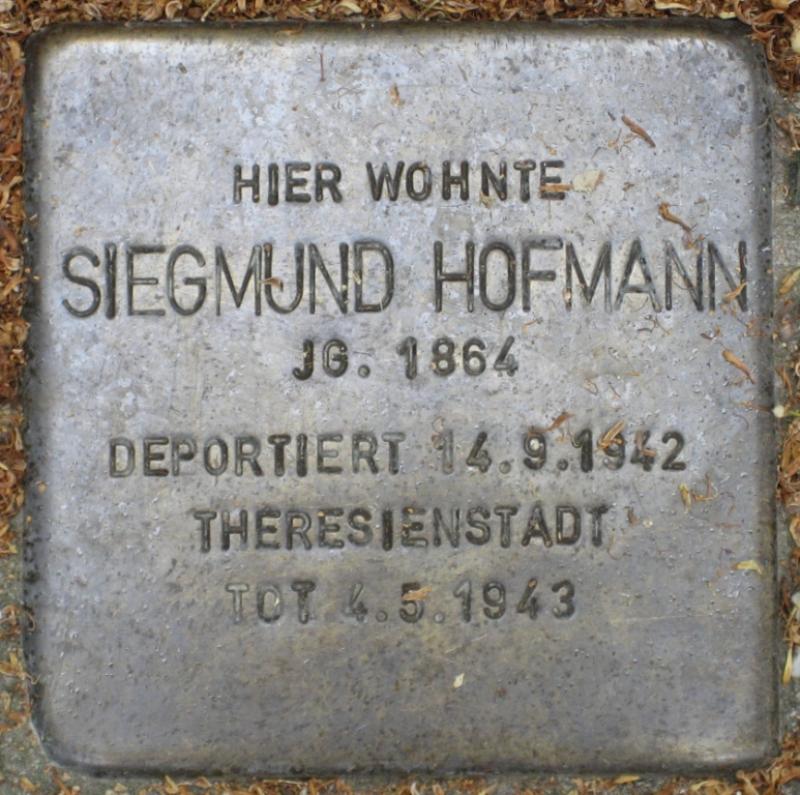 HIER WOHNTE
SIEGMUND HOFMANN
JG. 1864
DEPORTIERT 14.9.1942
THERESIENSTADT
TOT 4.5.1943